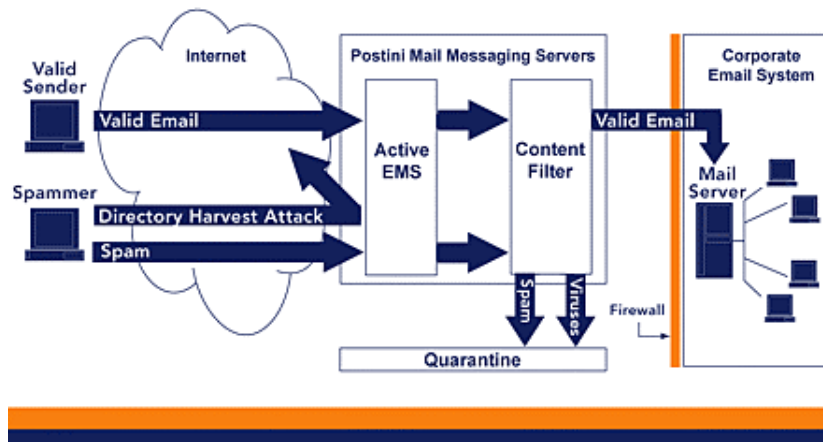 Internet
Postini Mail Messaging Servers
Corporate
Email System
Valid
Sender
Valid Email
Active
EMS
Content
Filter
Valid Email
Mail
Server
Spammer
Directory Harvest Attack
Spam
Spam
Viruses
Firewall
Quarantine